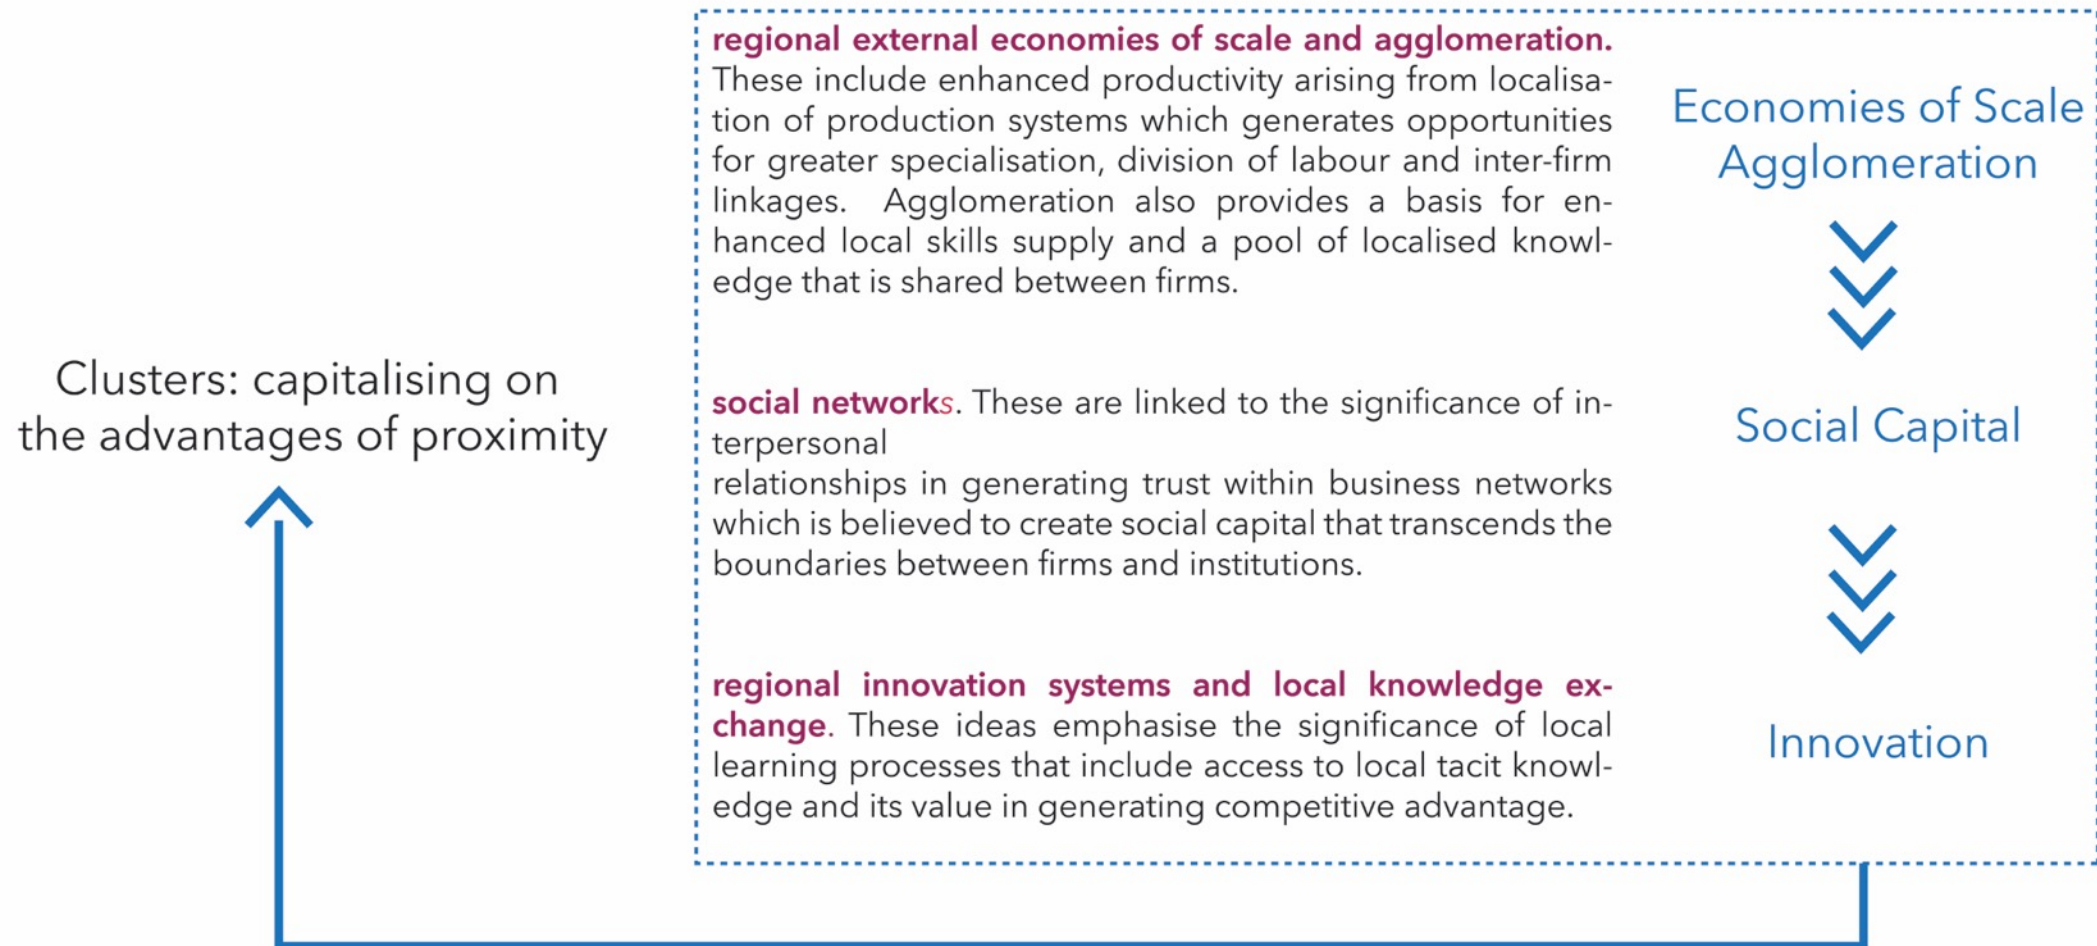 regional external economies of scale and agglomeration.
These include enhanced productivity arising from localisa-
tion of production systems which generates opportunities
for greater specialisation, division of labour and inter-firm
linkages. Agglomeration also provides a basis for en-
hanced local skills supply and a pool of localised knowl-
edge that is shared between firms.
Economies of Scale
Agglomeration
Clusters: capitalising on
the advantages of proximity
social networks. These are linked to the significance of in-
terpersonal
relationships in generating trust within business networks
which is believed to create social capital that transcends the
boundaries between firms and institutions.
Social Capital
regional innovation systems and local knowledge ex-
change. These ideas emphasise the significance of local
learning processes that include access to local tacit knowl-
edge and its value in generating competitive advantage.
Innovation